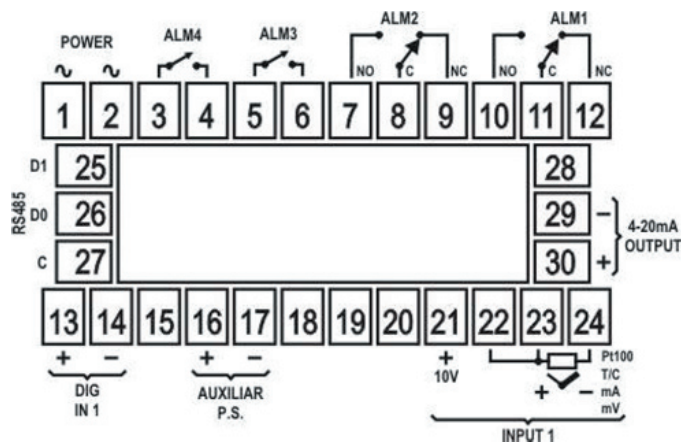 POWER ALM4 ALM3 ALM2 ALM1
∿ ∿ NO C NC NO C NC
1 2 3 4 5 6 7 8 9 10 11 12
D1 25 28
RS485 D0 26 29 − 4-20mA
OUTPUT
C 27 30 +
13 14 15 16 17 18 19 20 21 22 23 24
+ − + − + Pt100
10V T/C
DIG AUXILIAR + − mA
IN 1 P.S. mV
INPUT 1